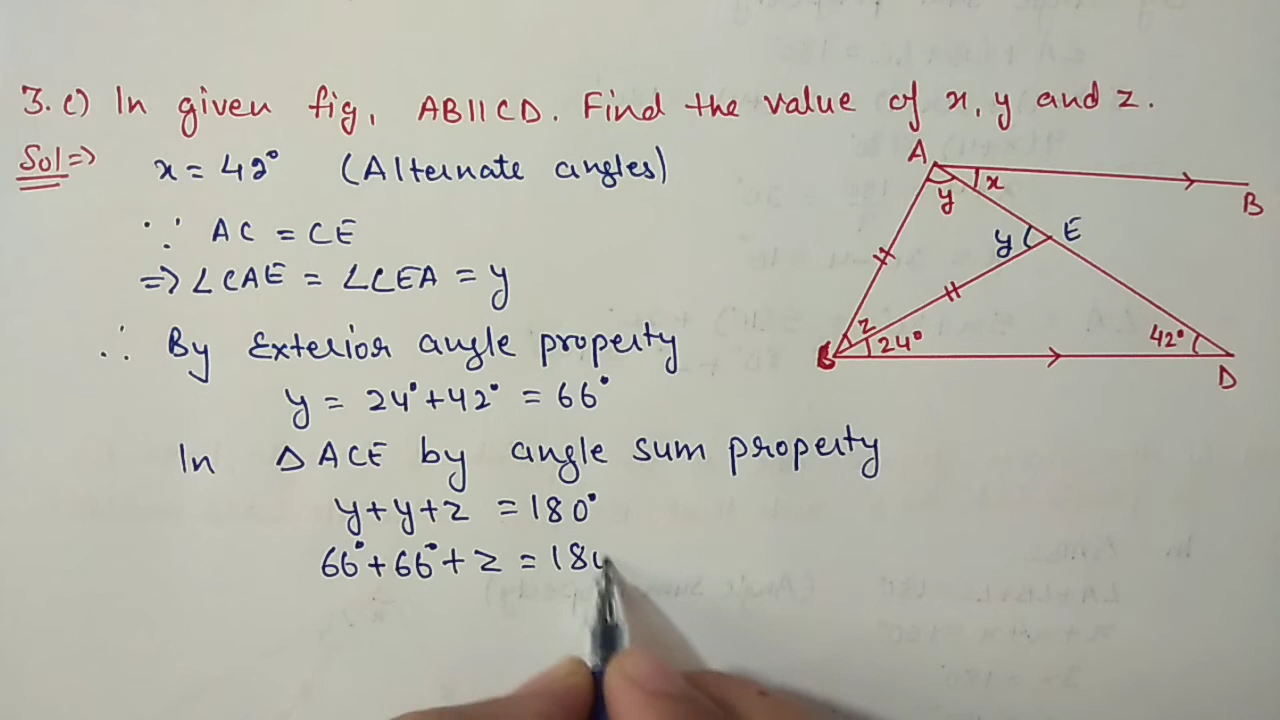 3. c) In given fig, AB||CD. Find the value of x, y and z.
Sol⇒ x = 42° (Alternate angles)
∵ AC = CE
⇒ ∠CAE = ∠CEA = y
∴ By Exterior angle property
y = 24° + 42° = 66°
In △ ACE by angle sum property
y + y + z = 180°
66° + 66° + z = 18
A
x
B
y
y
E
z
24°
42°
D